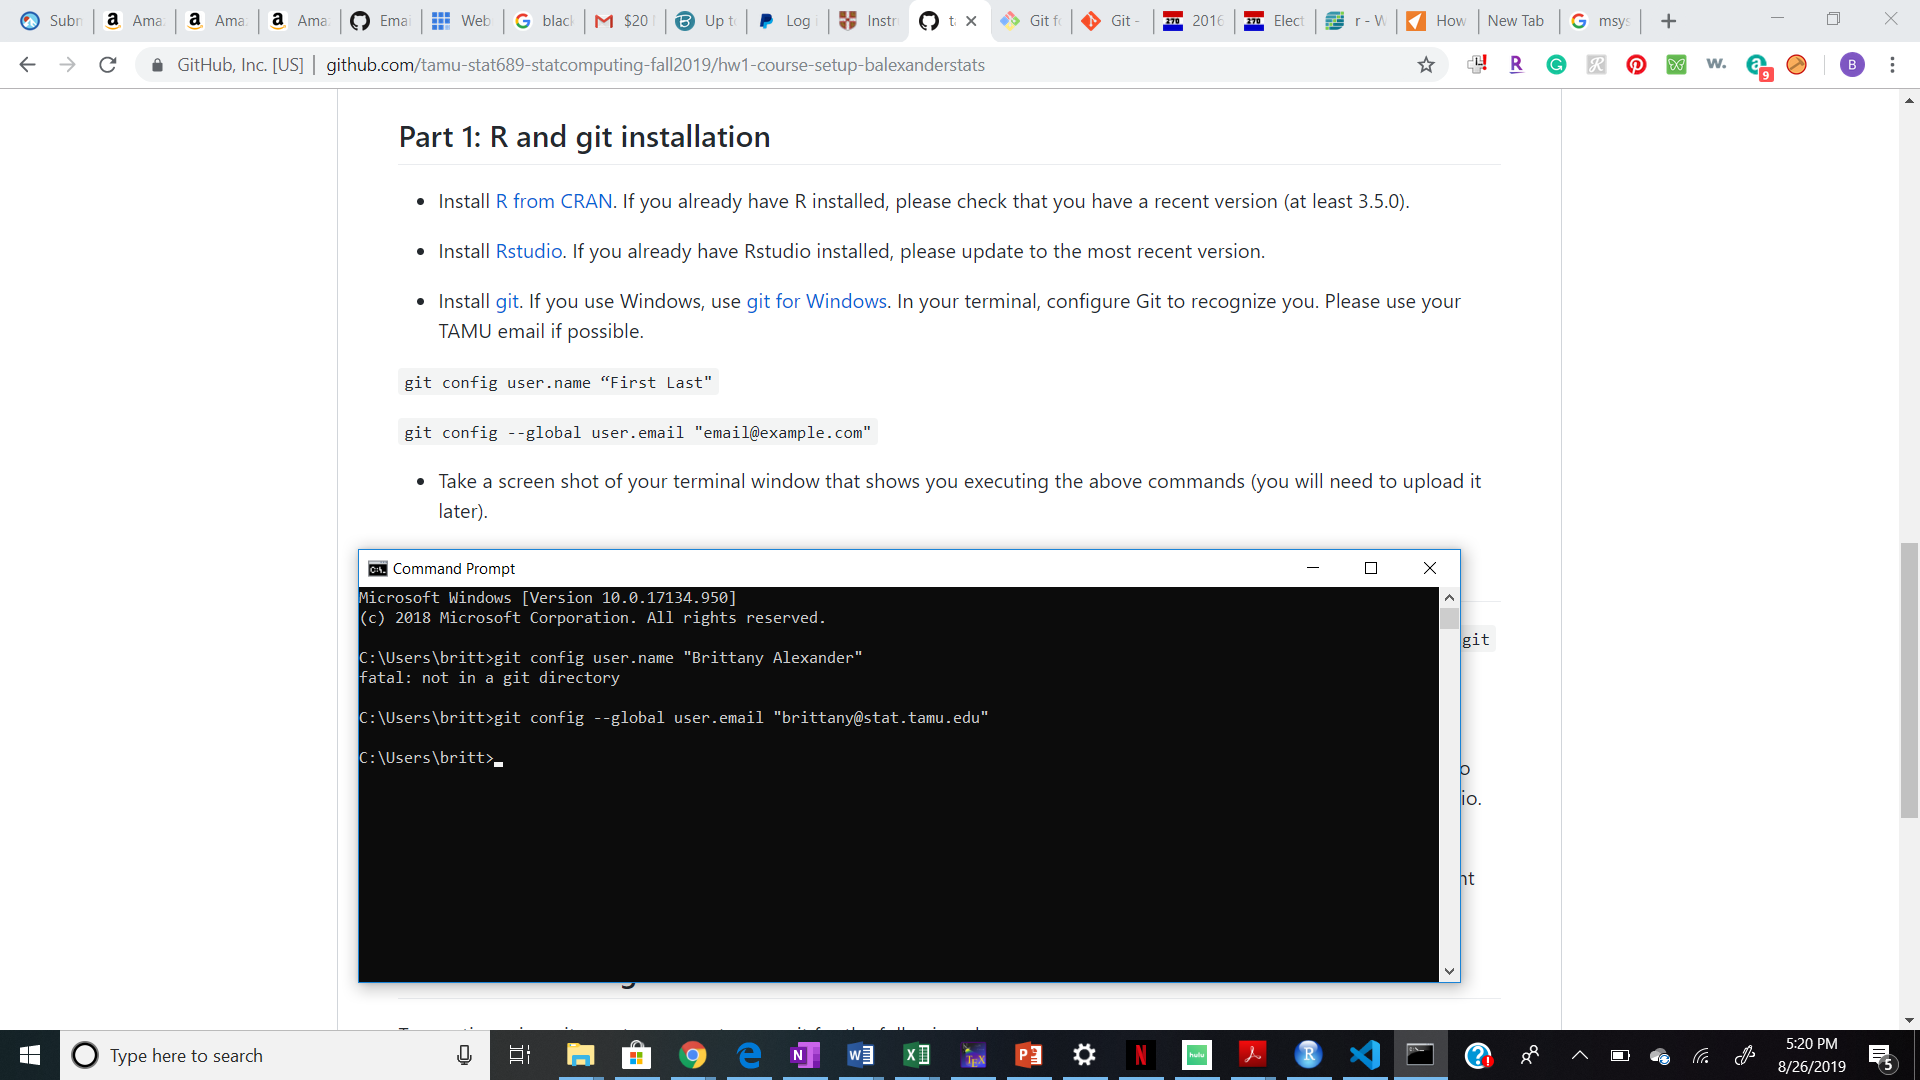 Subn
Ama
Ama
Ama
Emai
Web
black
$20
Up to
Log i
Instr
Git fo
Git -
2016
Elect
r - W
How
New Tab
msys
GitHub, Inc. [US]
github.com/tamu-stat689-statcomputing-fall2019/hw1-course-setup-balexanderstats
9
B
Part 1: R and git installation
Install R from CRAN. If you already have R installed, please check that you have a recent version (at least 3.5.0).
Install Rstudio. If you already have Rstudio installed, please update to the most recent version.
Install git. If you use Windows, use git for Windows. In your terminal, configure Git to recognize you. Please use your
TAMU email if possible.
git config user.name “First Last"
git config --global user.email "email@example.com"
Take a screen shot of your terminal window that shows you executing the above commands (you will need to upload it
later).
Command Prompt
Microsoft Windows [Version 10.0.17134.950]
(c) 2018 Microsoft Corporation. All rights reserved.
git
C:\Users\britt>git config user.name "Brittany Alexander"
fatal: not in a git directory
C:\Users\britt>git config --global user.email "brittany@stat.tamu.edu"
C:\Users\britt>
o
io.
nt
Type here to search
5:20 PM
8/26/2019
5